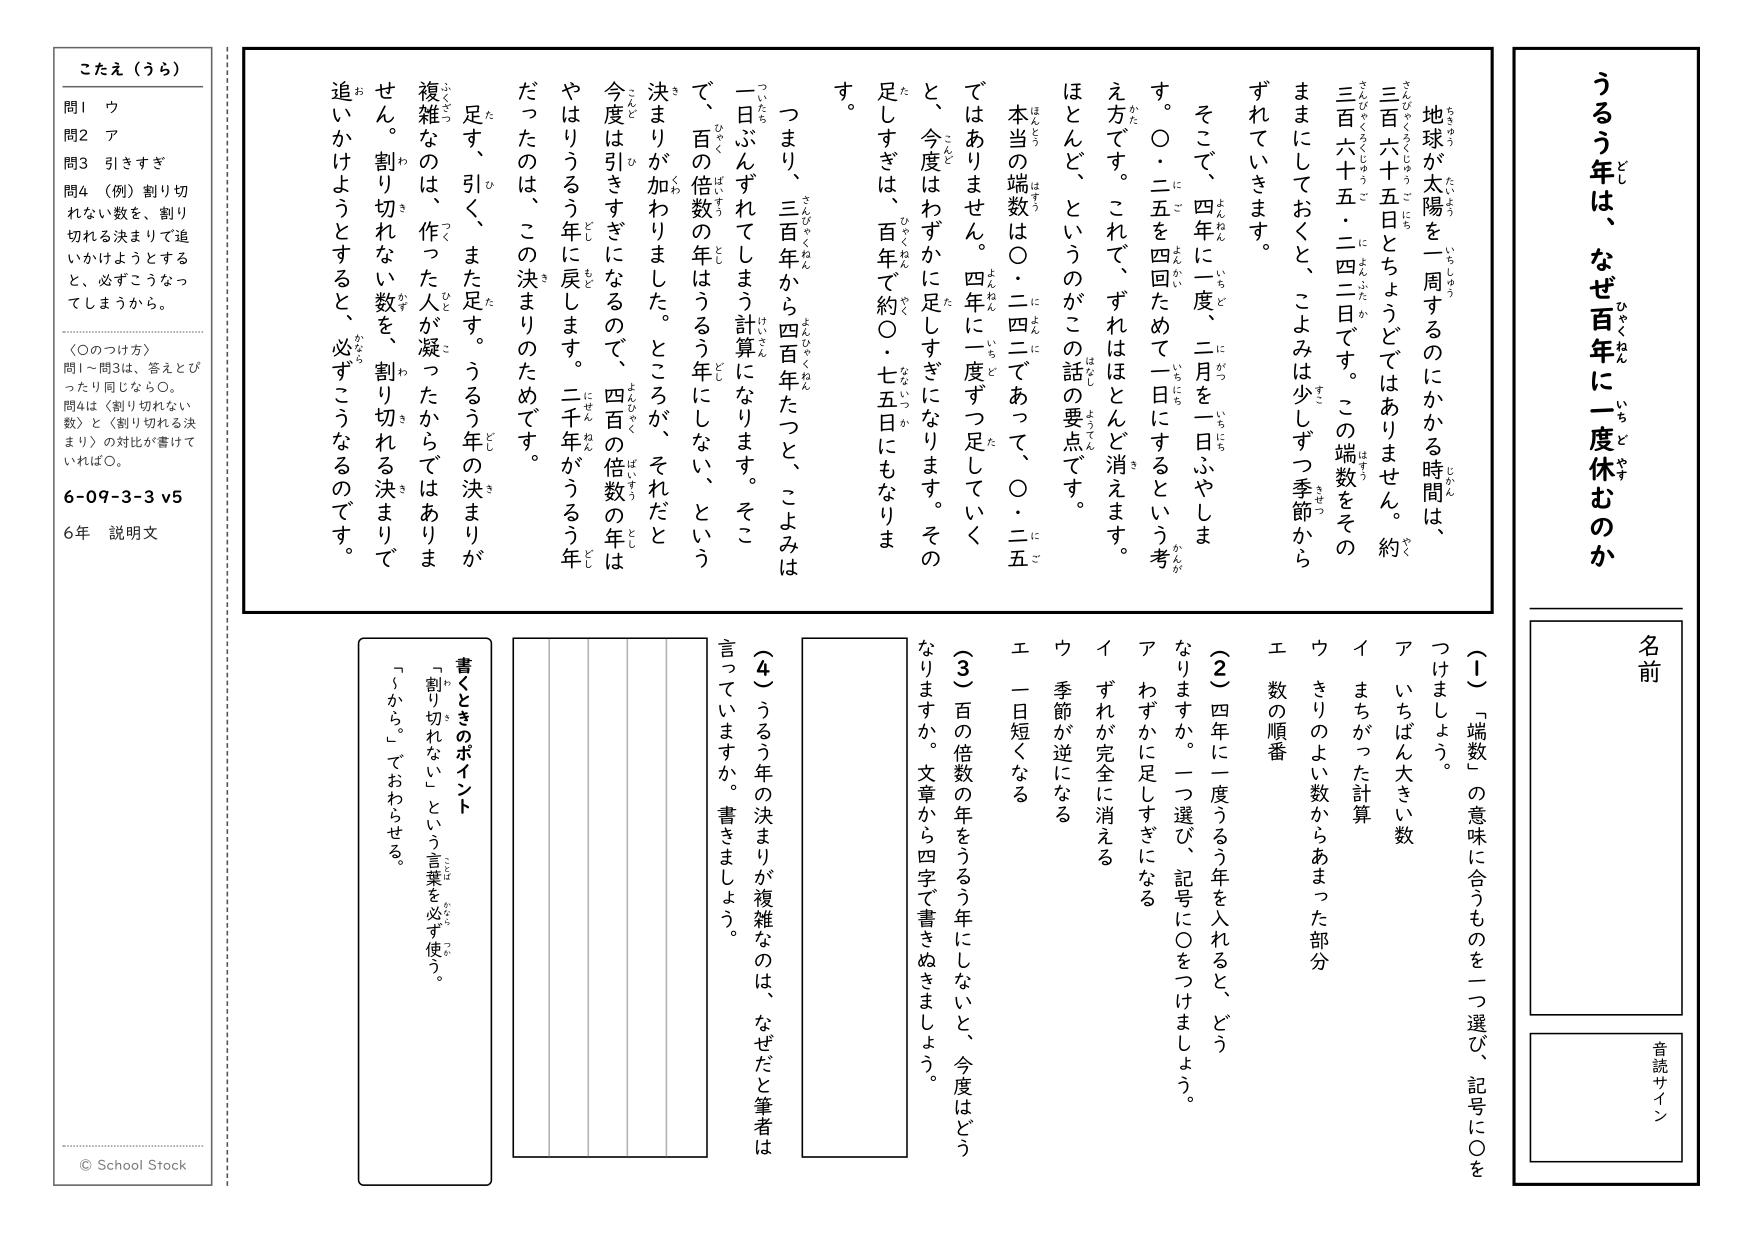 うるう年は、なぜ百年に一度休むのか
名前
音読サイン
地球が太陽を一周するのにかかる時間は、
三百六十五日とちょうどではありません。約
三百六十五・二四二日です。この端数をその
ままにしておくと、こよみは少しずつ季節から
ずれていきます。
そこで、四年に一度、二月を一日ふやしま
す。〇・二五を四回ためて一日にするという考
え方です。これで、ずれはほとんど消えます。
ほとんど、というのがこの話の要点です。
本当の端数は〇・二四二であって、〇・二五
ではありません。四年に一度ずつ足していく
と、今度はわずかに足しすぎになります。その
足しすぎは、百年で約〇・七五日にもなりま
す。
つまり、三百年から四百年たつと、こよみは
一日ぶんずれてしまう計算になります。そこ
で、百の倍数の年はうるう年にしない、という
決まりが加わりました。ところが、それだと
今度は引きすぎになるので、四百の倍数の年は
やはりうるう年に戻します。二千年がうるう年
だったのは、この決まりのためです。
足す、引く、また足す。うるう年の決まりが
複雑なのは、作った人が凝ったからではありま
せん。割り切れない数を、割り切れる決まりで
追いかけようとすると、必ずこうなるのです。
(1)「端数」の意味に合うものを一つ選び、記号に〇を
つけましょう。
ア いちばん大きい数
イ まちがった計算
ウ きりのよい数からあまった部分
エ 数の順番
(2)四年に一度うるう年を入れると、どう
なりますか。一つ選び、記号に〇をつけましょう。
ア わずかに足しすぎになる
イ ずれが完全に消える
ウ 季節が逆になる
エ 一日短くなる
(3)百の倍数の年をうるう年にしないと、今度はどう
なりますか。文章から四字で書きぬきましょう。
(4)うるう年の決まりが複雑なのは、なぜだと筆者は
言っていますか。書きましょう。
書くときのポイント
「割り切れない」という言葉を必ず使う。
「〜から。」でおわらせる。
こたえ(うら)
問1 ウ
問2 ア
問3 引きすぎ
問4 (例)割り切
れない数を、割り
切れる決まりで追
いかけようとする
と、必ずこうなっ
てしまうから。
〈〇のつけ方〉
問1〜問3は、答えとぴ
ったり同じなら〇。
問4は〈割り切れない
数〉と〈割り切れる決
まり〉の対比が書けて
いれば〇。
6-09-3-3 v5
6年 説明文
© School Stock